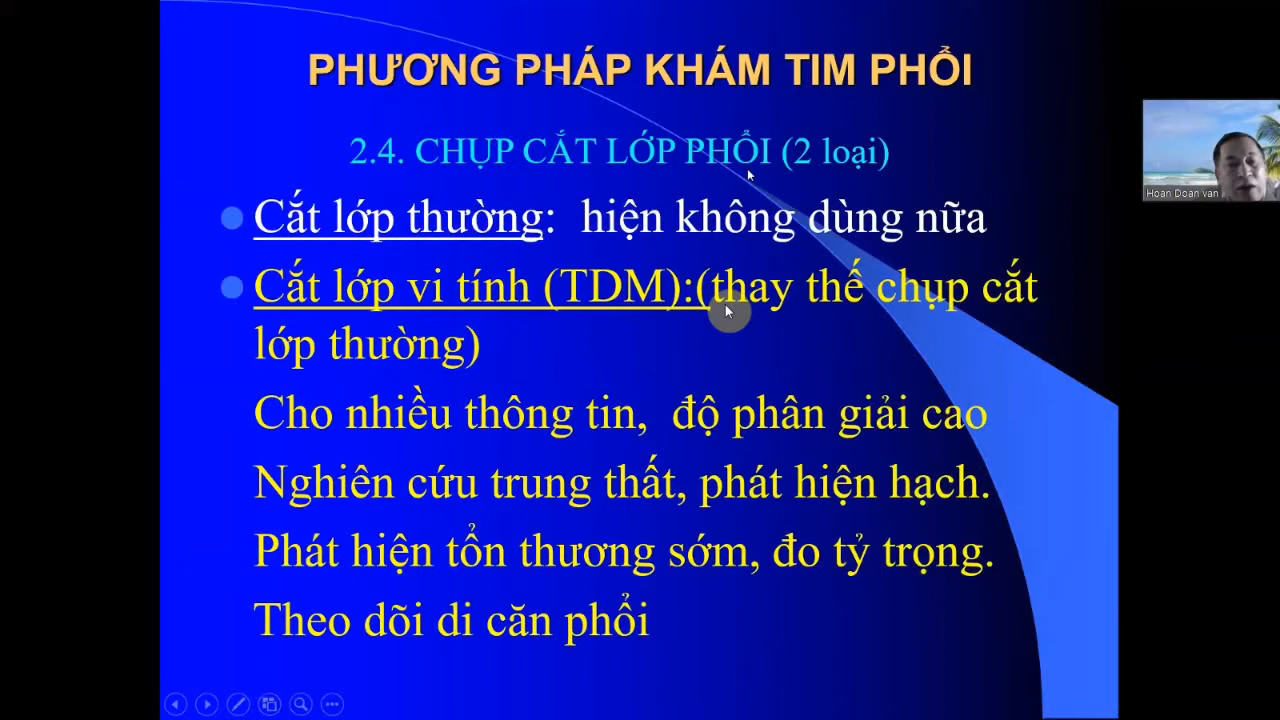 PHƯƠNG PHÁP KHÁM TIM PHỔI
2.4. CHỤP CẮT LỚP PHỔI (2 loại)
Cắt lớp thường:  hiện không dùng nữa
Cắt lớp vi tính (TDM):(thay thế chụp cắt
lớp thường)
Cho nhiều thông tin,  độ phân giải cao
Nghiên cứu trung thất, phát hiện hạch.
Phát hiện tổn thương sớm, đo tỷ trọng.
Theo dõi di căn phổi
Hoan Doan van